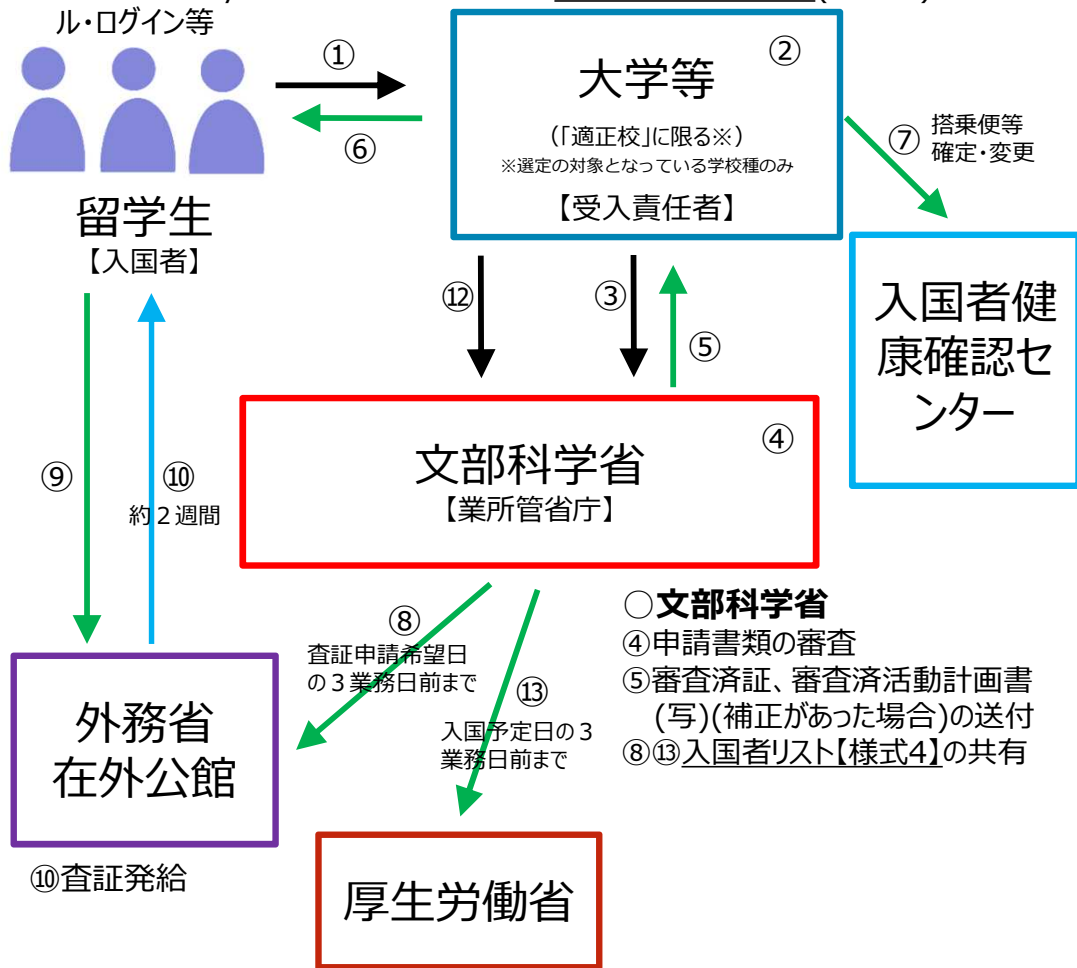 ル・ログイン等
①
②
大学等
(「適正校」に限る※)
※選定の対象となっている学校種のみ
【受入責任者】
⑥
⑦
搭乗便等
確定・変更
留学生
【入国者】
⑫
③
⑤
入国者健
康確認セ
ンター
④
文部科学省
【業所管省庁】
⑨
⑩
約2週間
⑧
査証申請希望日
の3業務日前まで
⑬
入国予定日の3
業務日前まで
○文部科学省
④申請書類の審査
⑤審査済証、審査済活動計画書
(写)(補正があった場合)の送付
⑧⑬入国者リスト【様式4】の共有
外務省
在外公館
⑩査証発給
厚生労働省